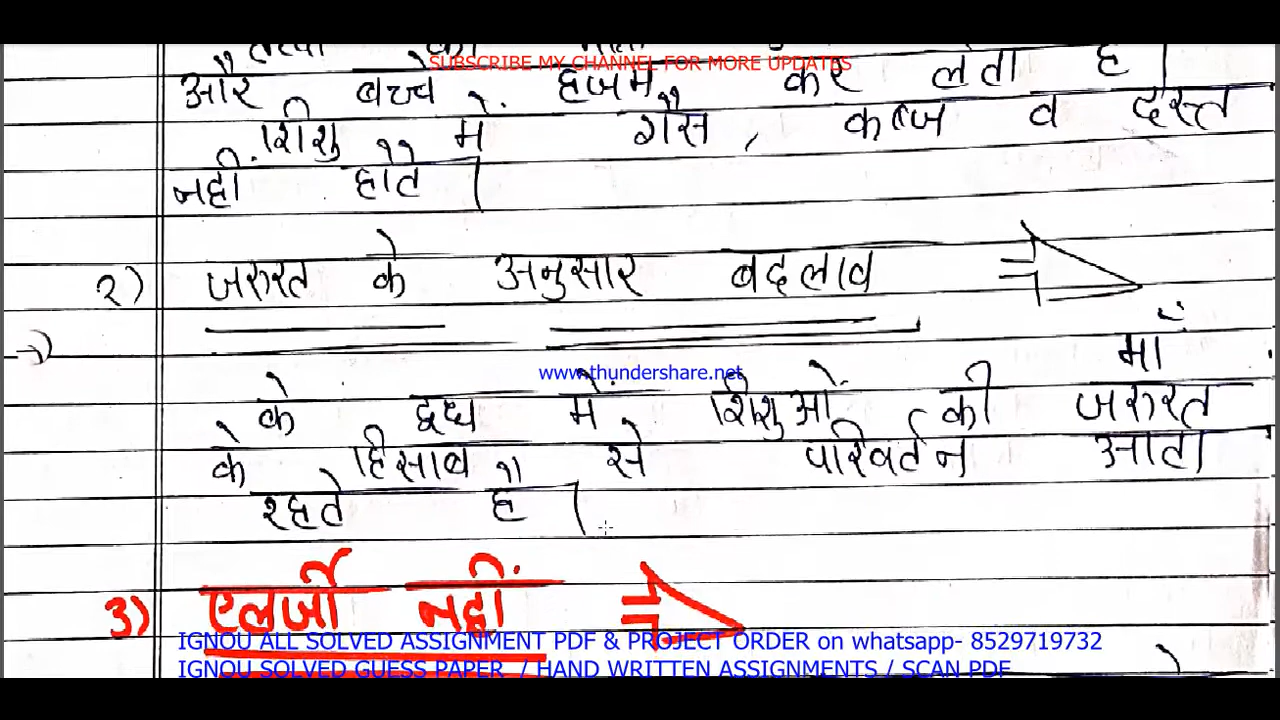 SUBSCRIBE MY CHANNEL FOR MORE UPDATES
और बच्चे हजम कर लेता है।
शिशु में गैस, कब्ज व दस्त
नहीं होते।
२) जरुरत के अनुसार बदलाव ⇒
→ माँ
www.thundershare.net
के दूध में शिशुओं की जरुरत
के हिसाब से परिवर्तन आता
रहते है।
3) एलर्जी नहीं ⇒
IGNOU ALL SOLVED ASSIGNMENT PDF & PROJECT ORDER on whatsapp- 8529719732
IGNOU SOLVED GUESS PAPER / HAND WRITTEN ASSIGNMENTS / SCAN PDF